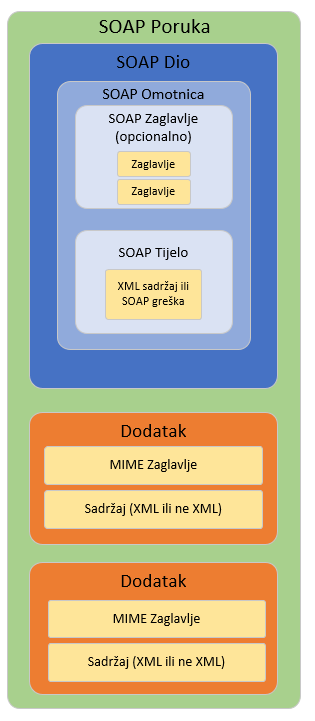 SOAP Poruka
SOAP Dio
SOAP Omotnica
SOAP Zaglavlje
(opcionalno)
Zaglavlje
Zaglavlje
SOAP Tijelo
XML sadržaj ili
SOAP greška
Dodatak
MIME Zaglavlje
Sadržaj (XML ili ne XML)
Dodatak
MIME Zaglavlje
Sadržaj (XML ili ne XML)